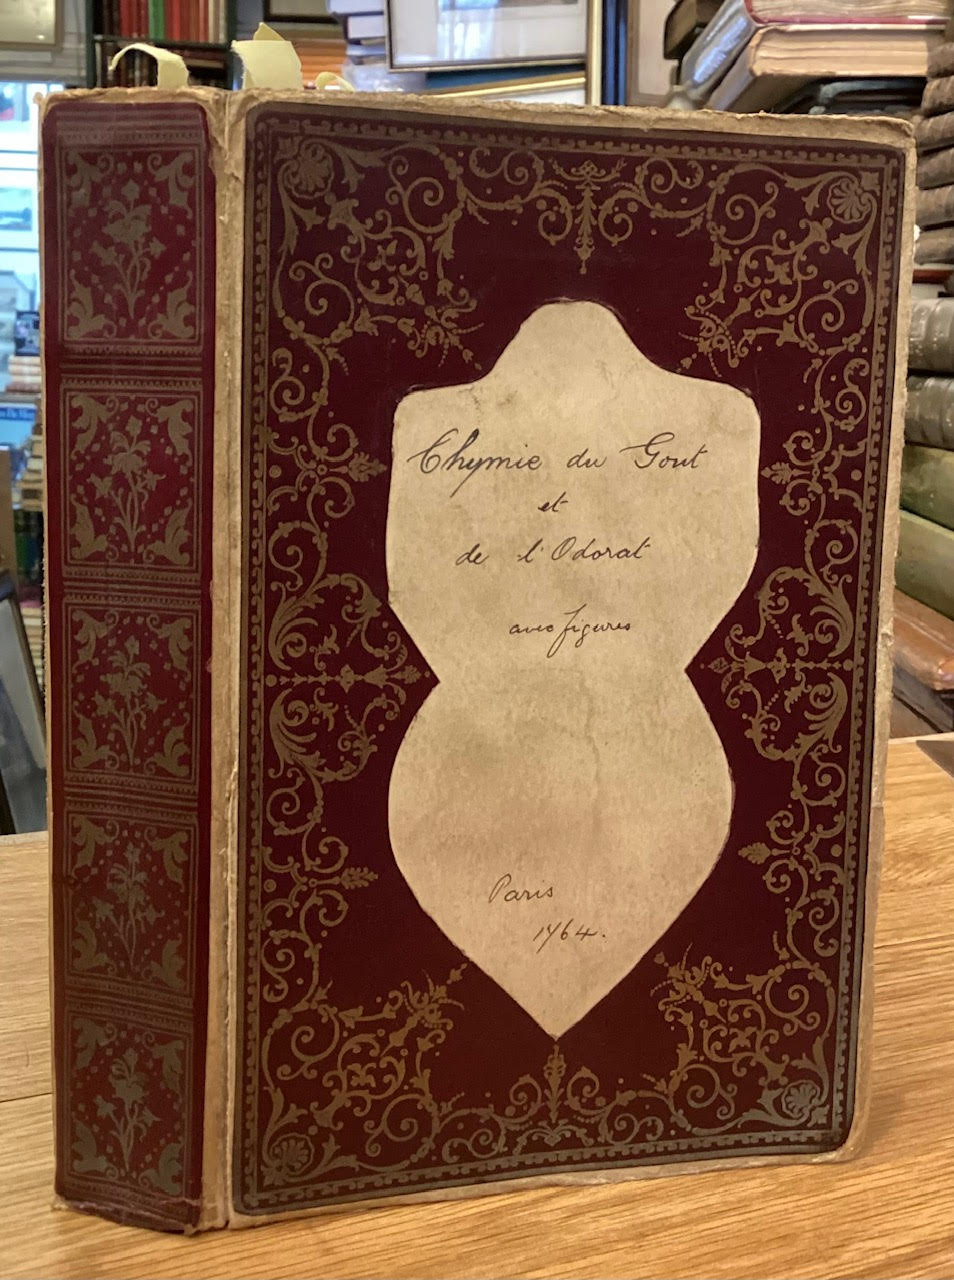 Chymie du Gout
et
de l'Odorat
avec figures
Paris
1764.